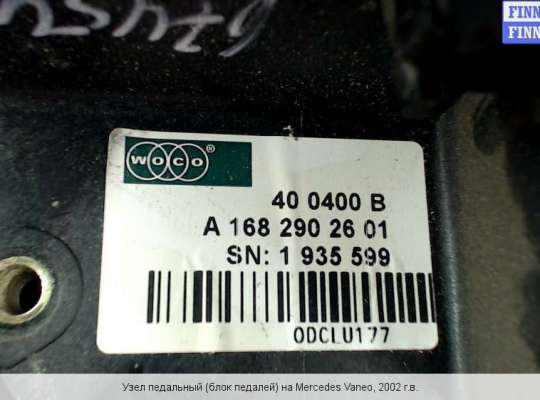 FINN
FINN
WOCO®
40 0400 B
A 168 290 26 01
SN: 1 935 599
ODCLU177
Узел педальный (блок педалей) на Mercedes Vaneo, 2002 г.в.